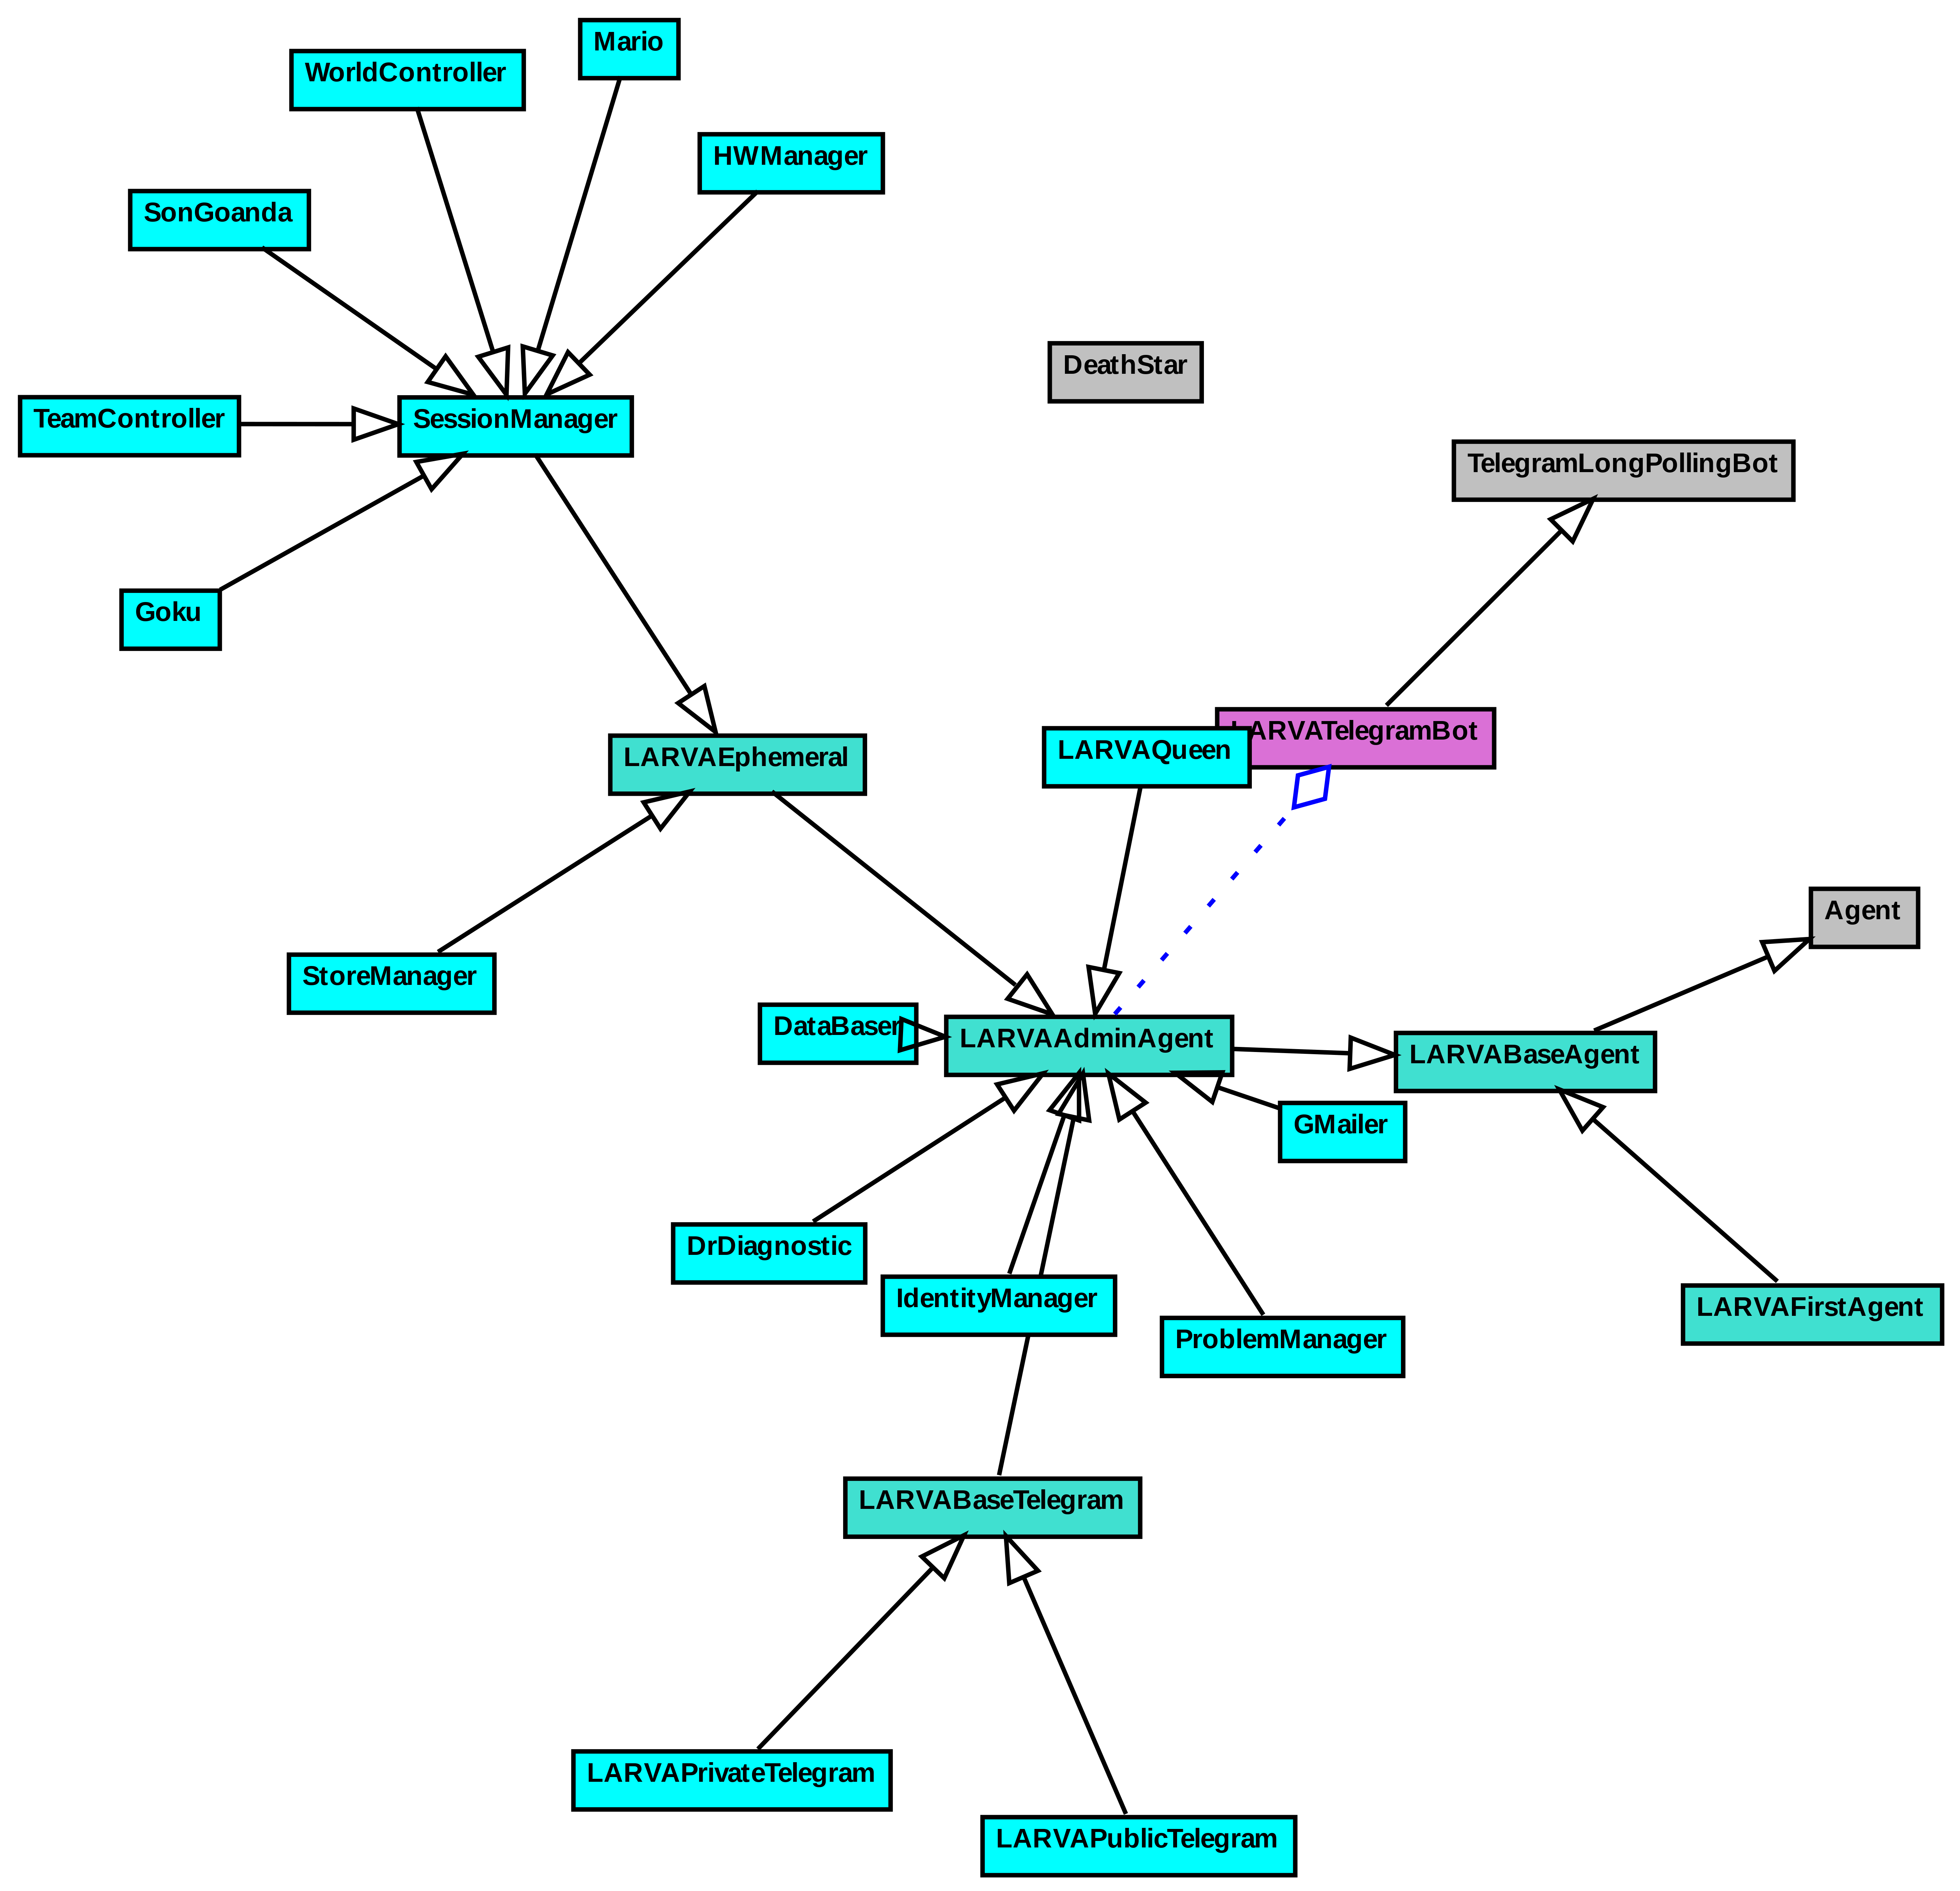 Mario
WorldController
HWManager
SonGoanda
DeathStar
TeamController
SessionManager
TelegramLongPollingBot
Goku
LARVATelegramBot
LARVAQueen
LARVAEphemeral
Agent
StoreManager
DataBaser
LARVAAdminAgent
LARVABaseAgent
GMailer
DrDiagnostic
IdentityManager
LARVAFirstAgent
ProblemManager
LARVABaseTelegram
LARVAPrivateTelegram
LARVAPublicTelegram